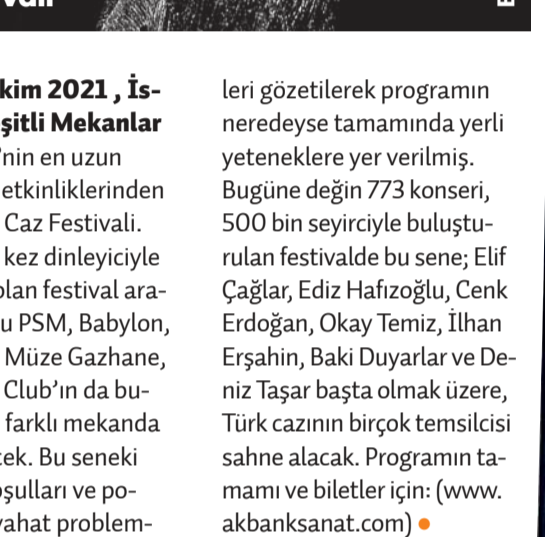 kim 2021 , İs-
şitli Mekanlar
'nin en uzun
etkinliklerinden
Caz Festivali.
kez dinleyiciyle
olan festival ara-
u PSM, Babylon,
Müze Gazhane,
Club'ın da bu-
farklı mekanda
cek. Bu seneki
oşulları ve po-
yahat problem-
leri gözetilerek programın
neredeyse tamamında yerli
yeteneklere yer verilmiş.
Bugüne değin 773 konseri,
500 bin seyirciyle buluştu-
rulan festivalde bu sene; Elif
Çağlar, Ediz Hafızoğlu, Cenk
Erdoğan, Okay Temiz, İlhan
Erşahin, Baki Duyarlar ve De-
niz Taşar başta olmak üzere,
Türk cazının birçok temsilcisi
sahne alacak. Programın ta-
mamı ve biletler için: (www.
akbanksanat.com)